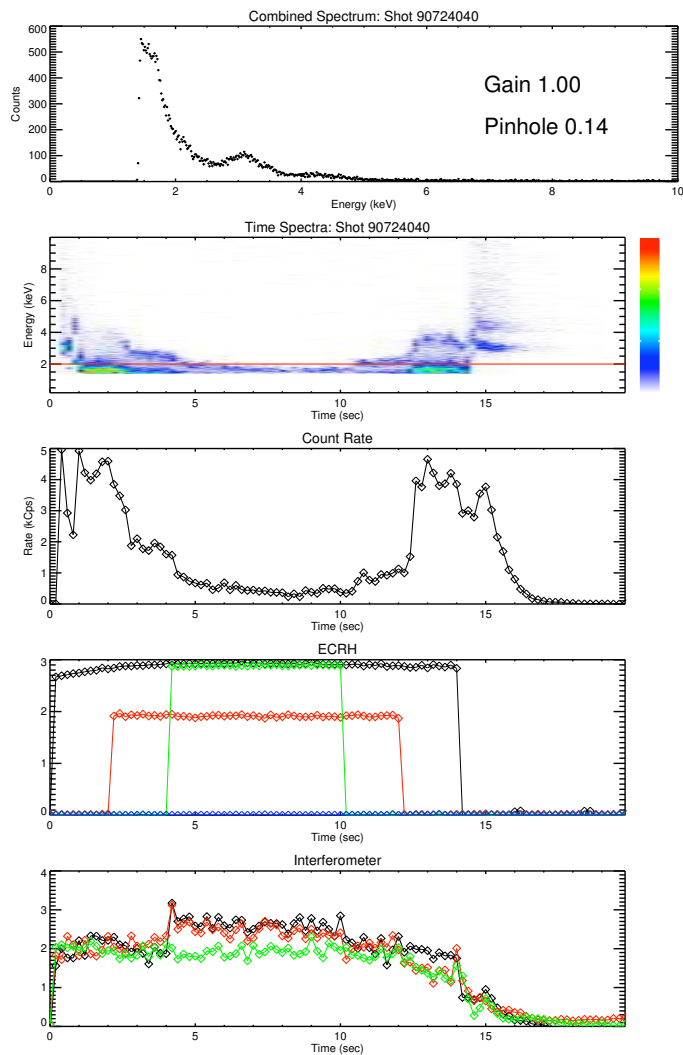 Combined Spectrum: Shot 90724040
600
500
400
300
200
100
0
Counts
Gain 1.00
Pinhole 0.14
0 2 4 6 8 10
Energy (keV)
Time Spectra: Shot 90724040
8
6
4
2
Energy (keV)
0 5 10 15
Time (sec)
Count Rate
5
4
3
2
1
0
Rate (kCps)
0 5 10 15
Time (sec)
ECRH
3
2
1
0
0 5 10 15
Time (sec)
Interferometer
4
3
2
1
0
0 5 10 15
Time (sec)